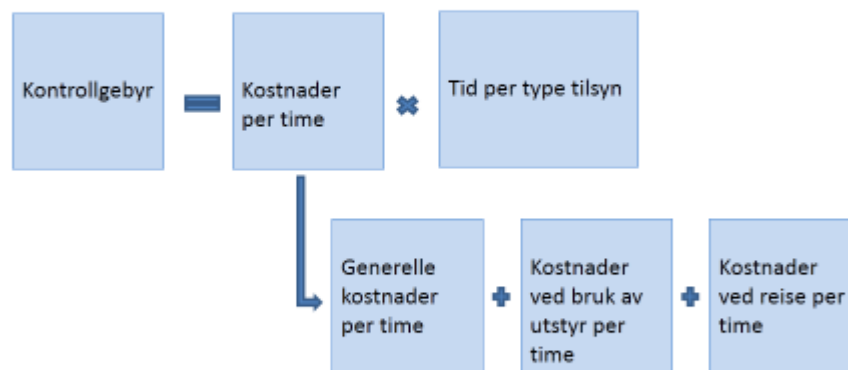 Kontrollgebyr
Kostnader
per time
Tid per type tilsyn
Generelle
kostnader
per time
Kostnader
ved bruk av
utstyr per
time
Kostnader
ved reise per
time